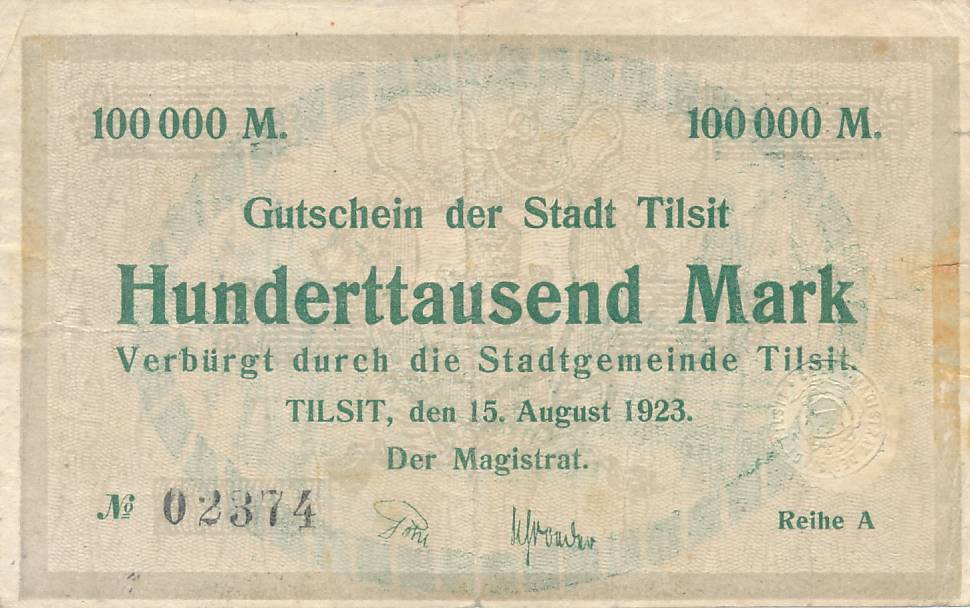 100 000 M. 100 000 M.
Gutschein der Stadt Tilsit
Hunderttausend Mark
Verbürgt durch die Stadtgemeinde Tilsit.
TILSIT, den 15. August 1923.
Der Magistrat.
№ 02374
Reihe A